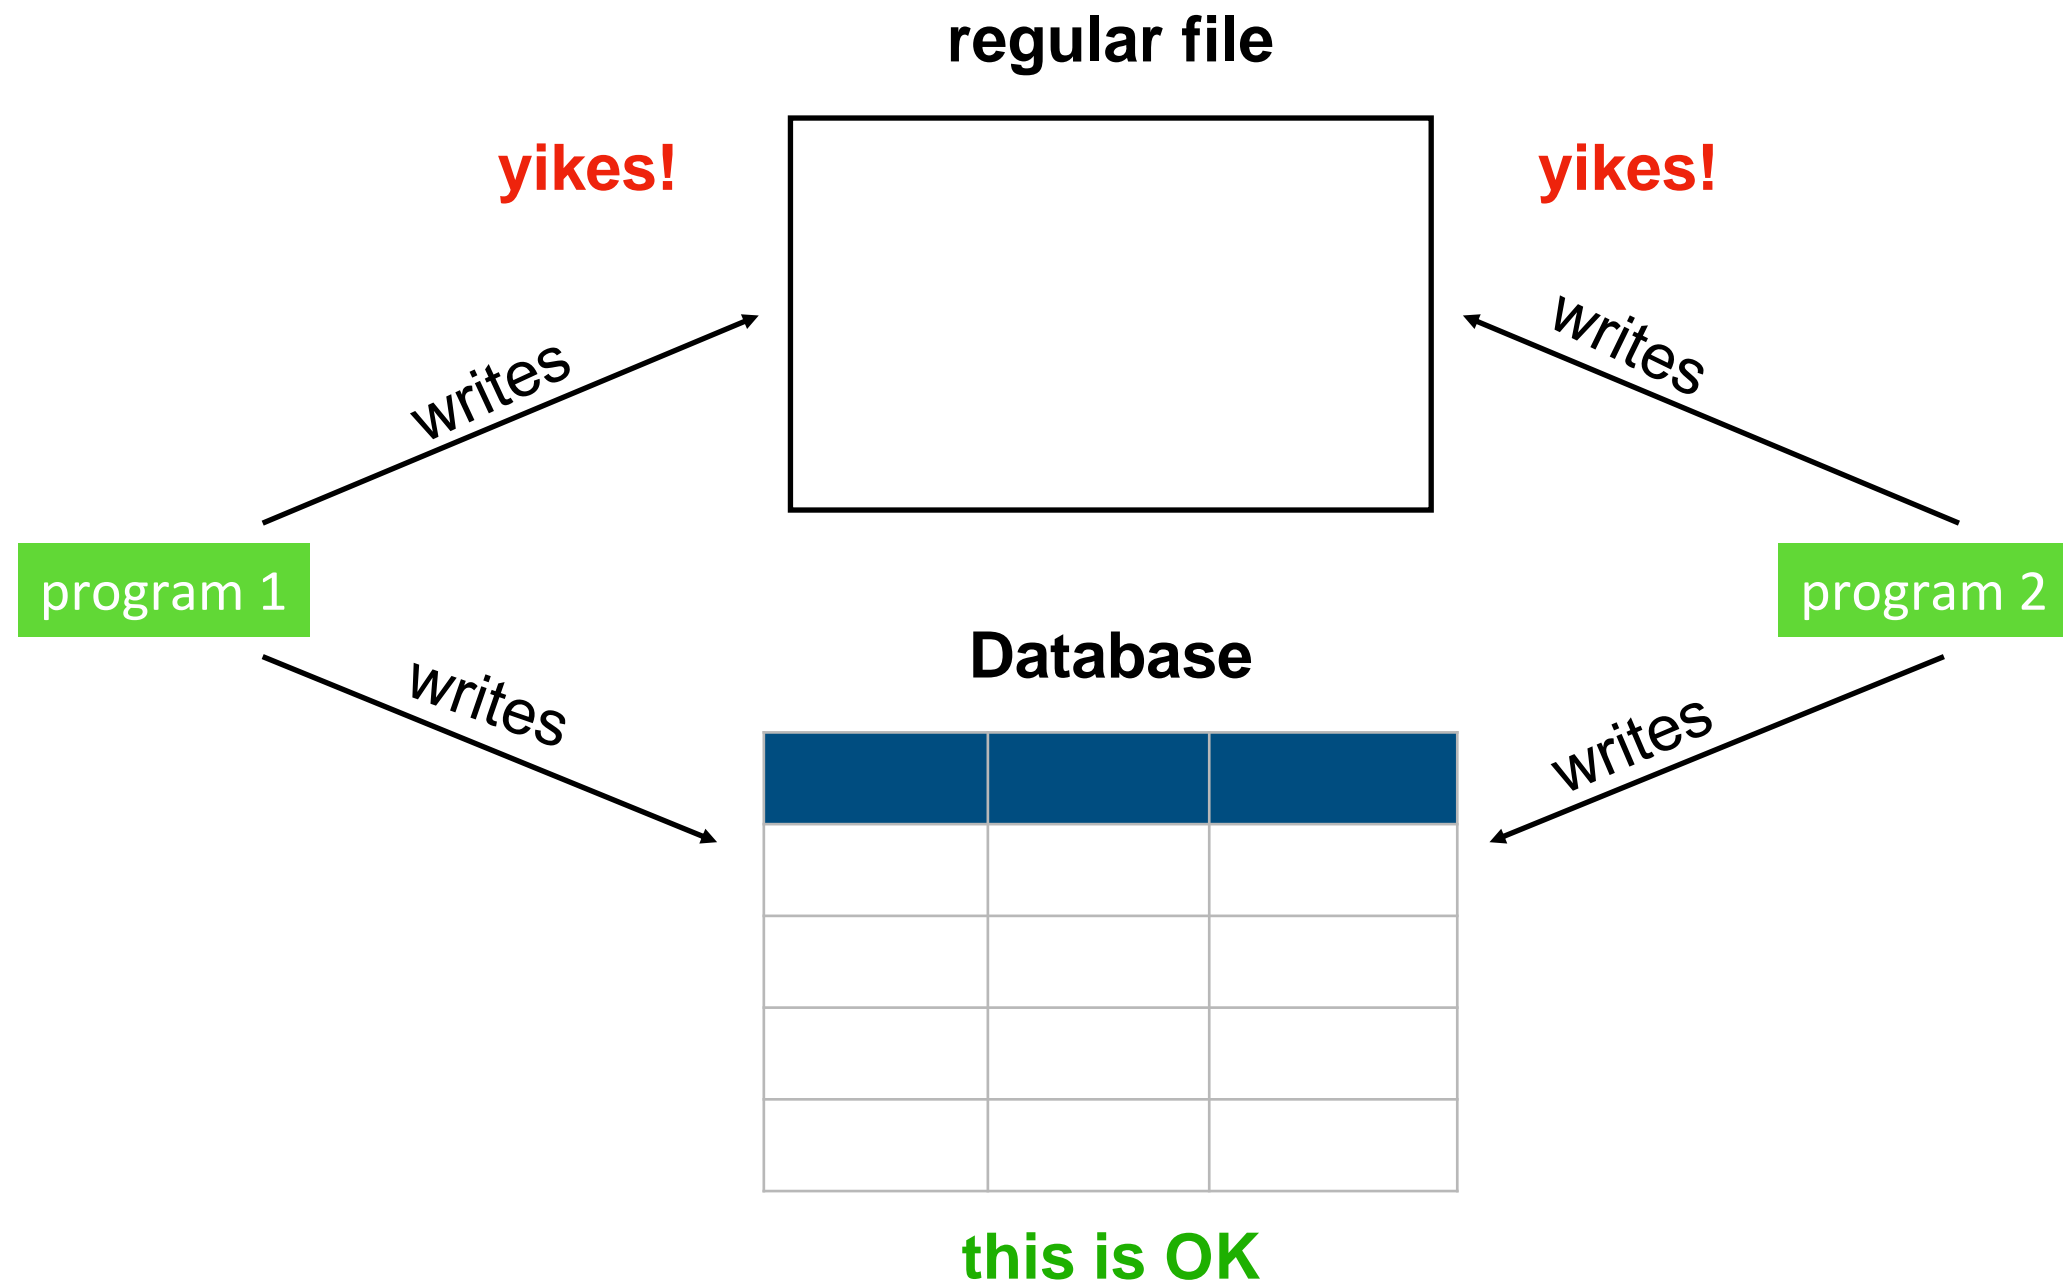 regular file
yikes!
yikes!
writes
writes
program 1
program 2
Database
writes
writes
this is OK